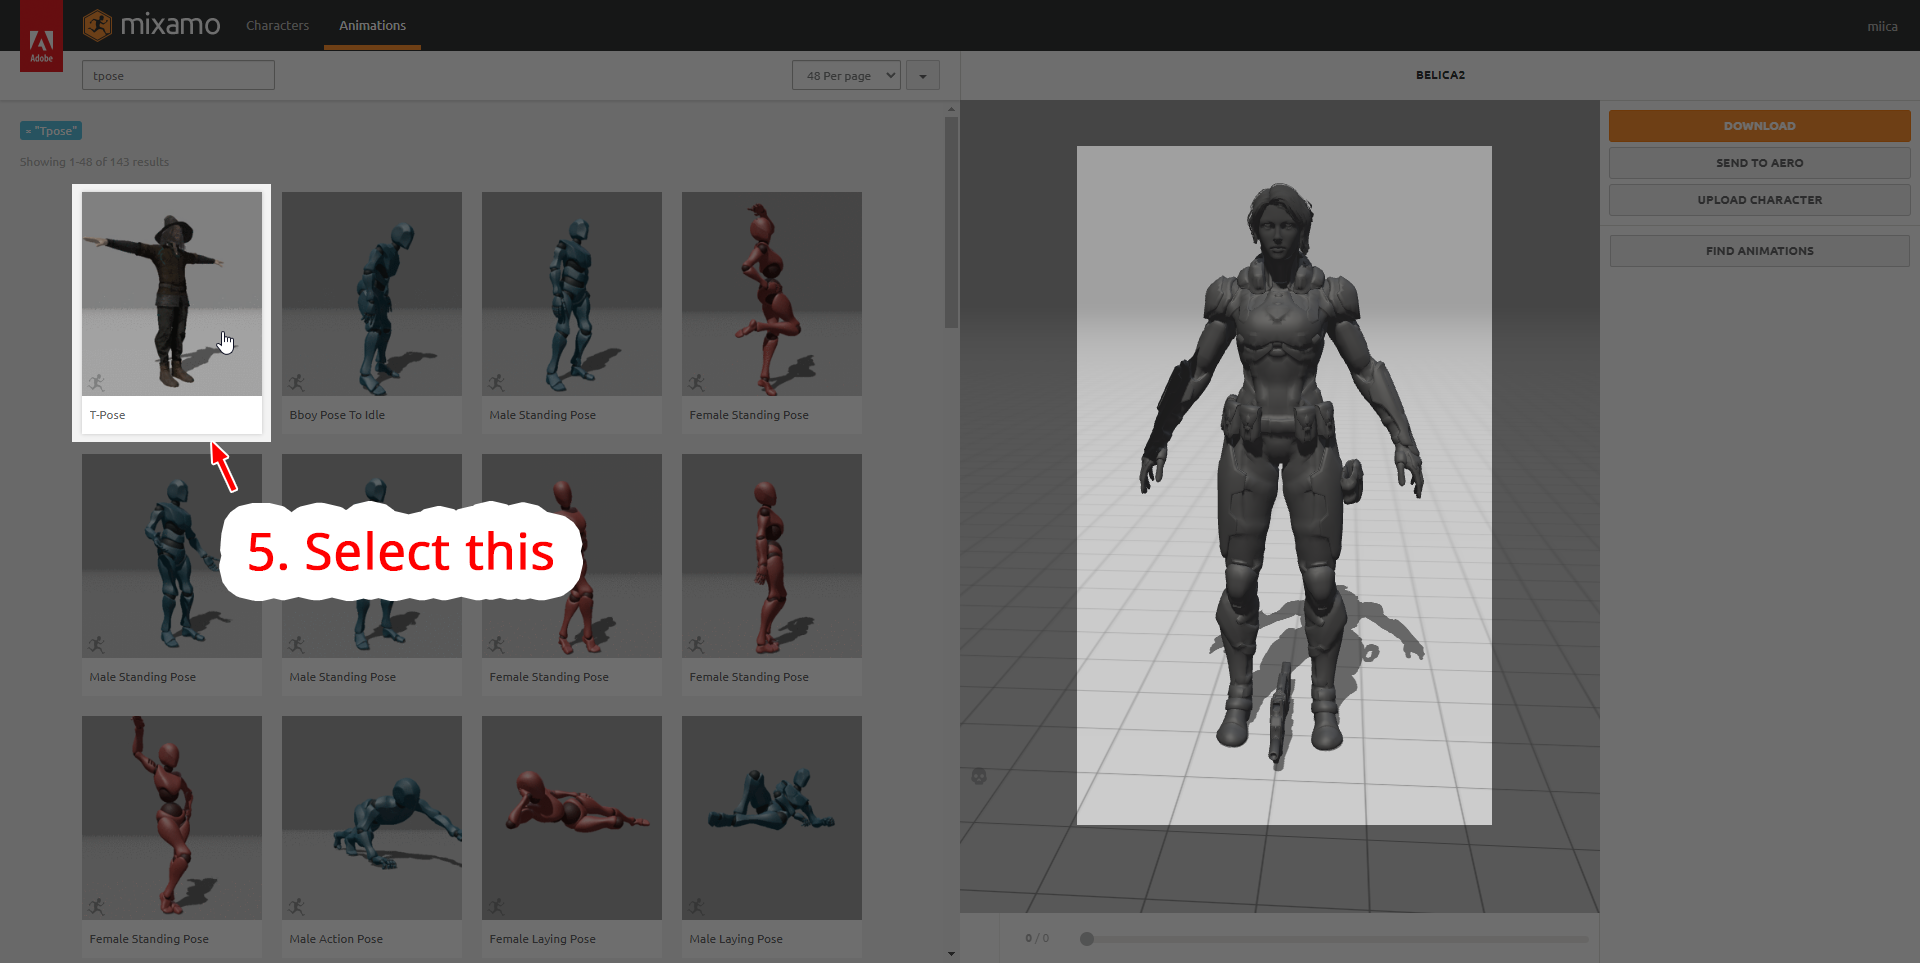 Adobe
mixamo
Characters
Animations
miica
tpose
48 Per page
BELICA2
× "Tpose"
Showing 1-48 of 143 results
T-Pose
Bboy Pose To Idle
Male Standing Pose
Female Standing Pose
5. Select this
Male Standing Pose
Male Standing Pose
Female Standing Pose
Female Standing Pose
Female Standing Pose
Male Action Pose
Female Laying Pose
Male Laying Pose
DOWNLOAD
SEND TO AERO
UPLOAD CHARACTER
FIND ANIMATIONS
0 / 0